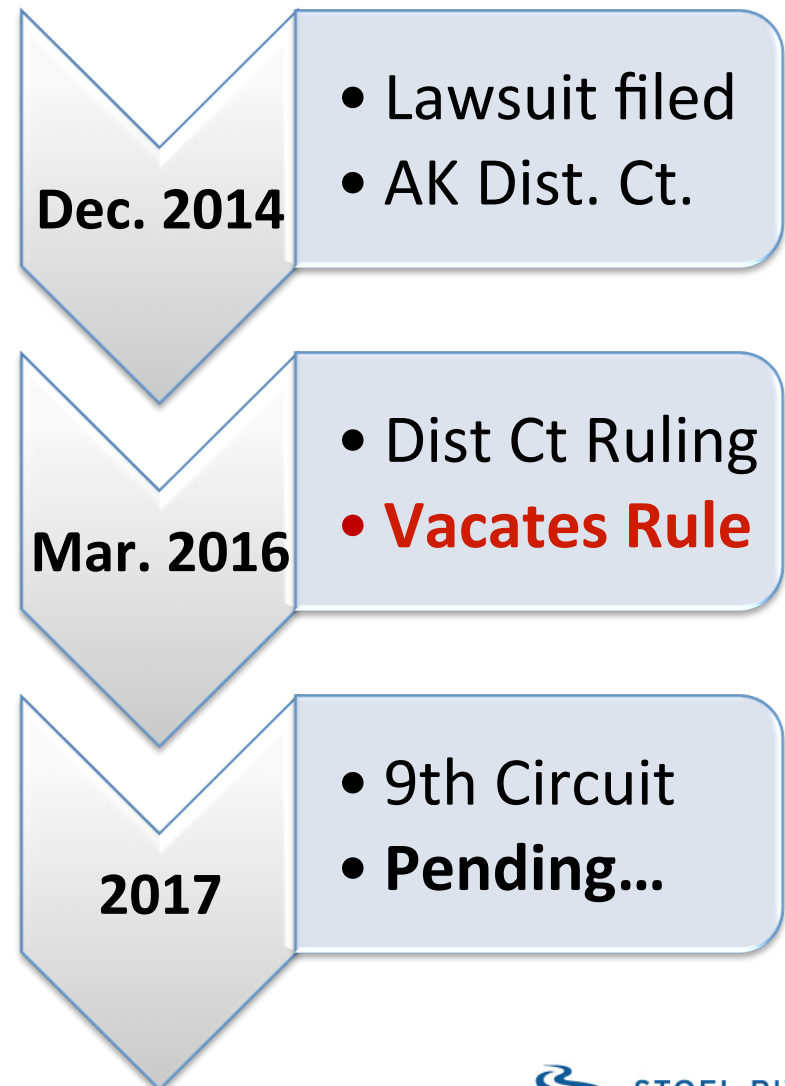 Dec. 2014
• Lawsuit filed
• AK Dist. Ct.
Mar. 2016
• Dist Ct Ruling
• Vacates Rule
2017
• 9th Circuit
• Pending...